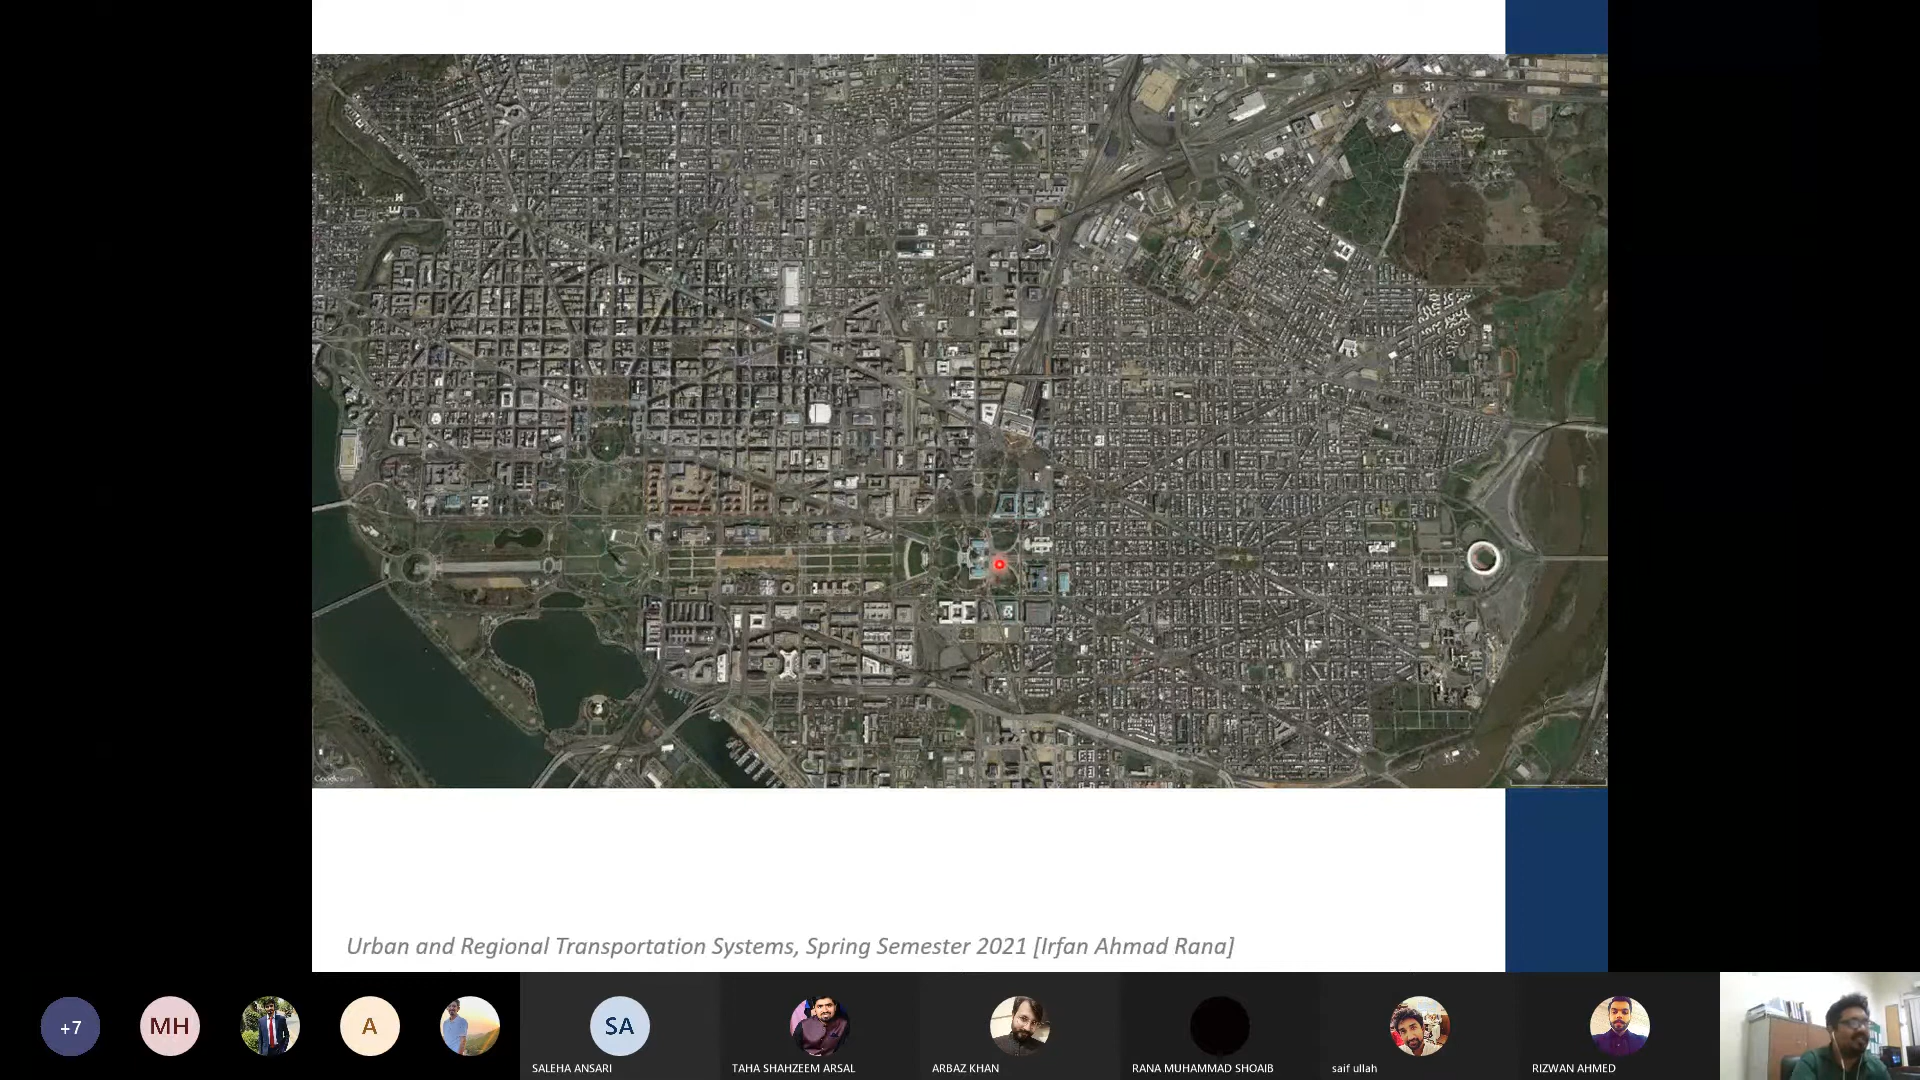 Google
Urban and Regional Transportation Systems, Spring Semester 2021 [Irfan Ahmad Rana]
+7
MH
A
SA
SALEHA ANSARI
TAHA SHAHZEEM ARSAL
ARBAZ KHAN
RANA MUHAMMAD SHOAIB
saif ullah
RIZWAN AHMED